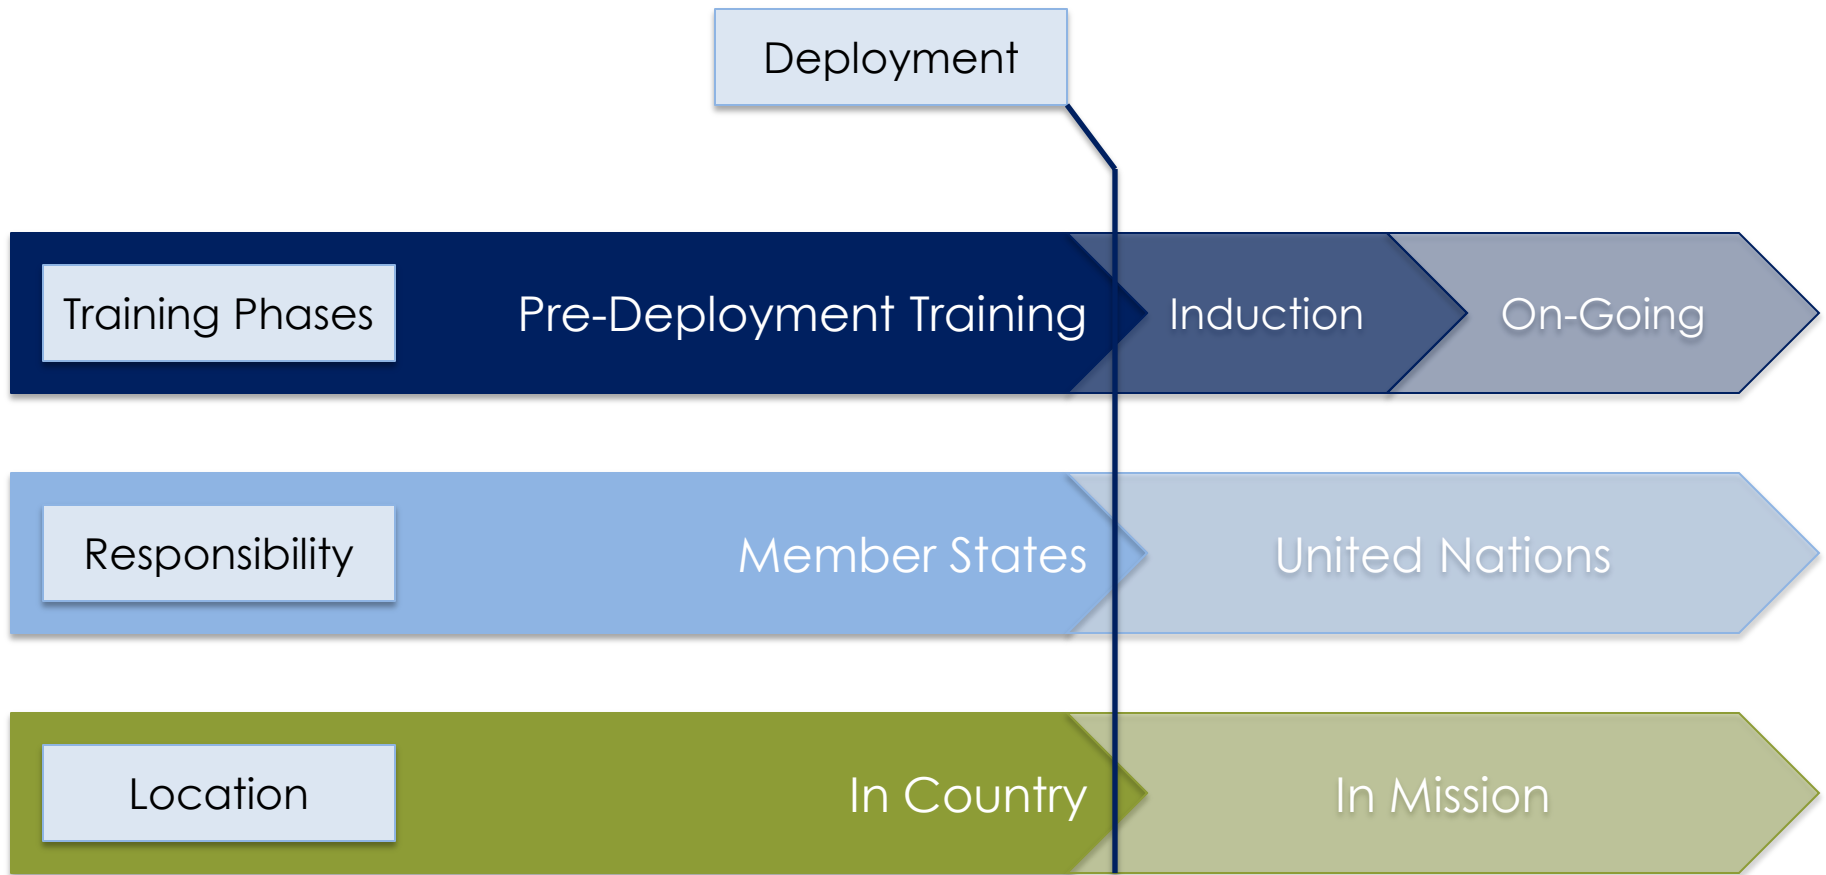 Deployment
Training Phases
Pre-Deployment Training
Induction
On-Going
Responsibility
Member States
United Nations
Location
In Country
In Mission